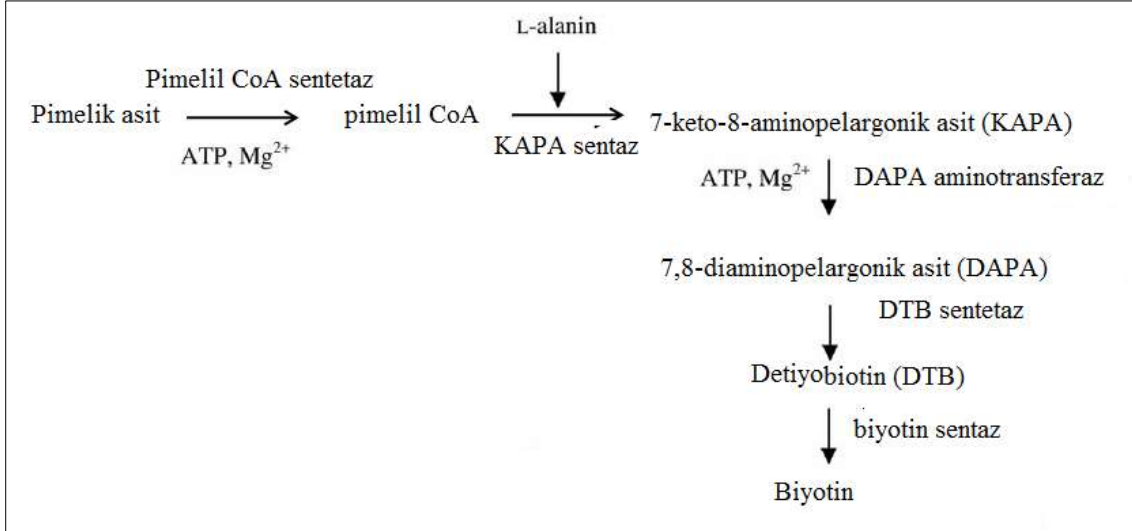 L-alanin
Pimelil CoA sentetaz
Pimelik asit
pimelil CoA
7-keto-8-aminopelargonik asit (KAPA)
ATP, Mg²⁺
KAPA sentaz
ATP, Mg²⁺
DAPA aminotransferaz
7,8-diaminopelargonik asit (DAPA)
DTB sentetaz
Detiyobiotin (DTB)
biyotin sentaz
Biyotin